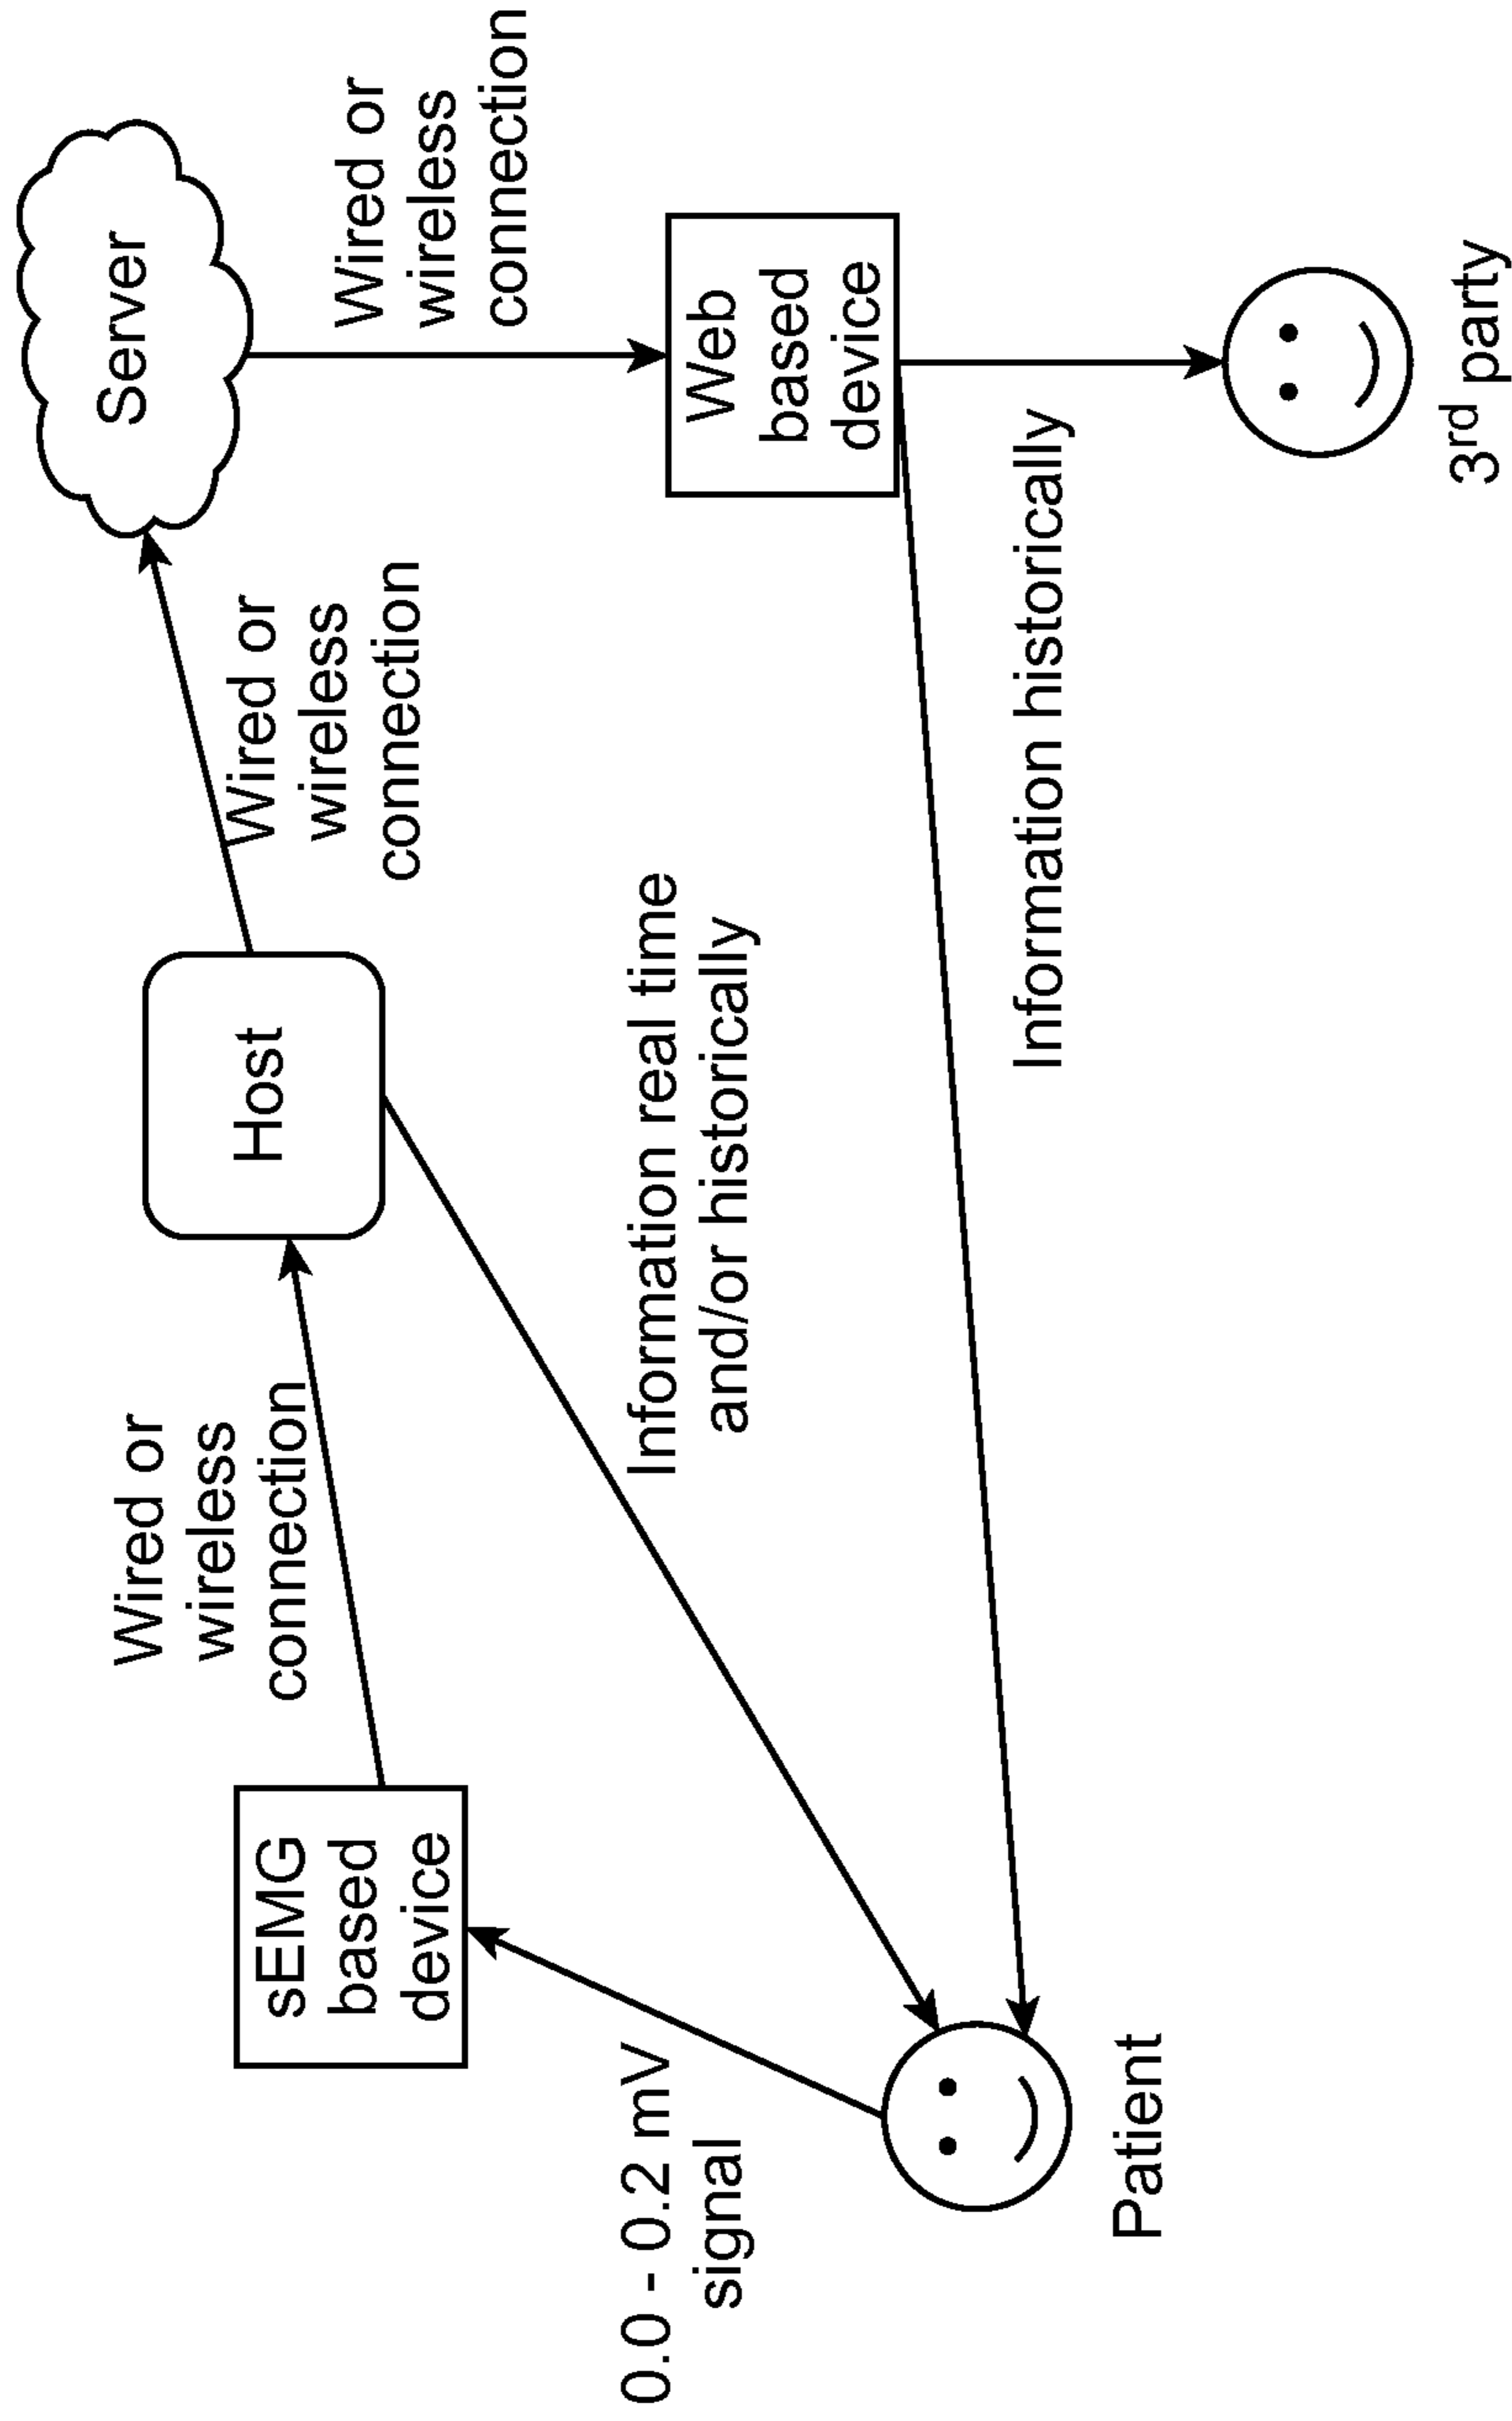 Server
Wired or
wireless
connection
Host
Wired or
wireless
connection
Wired or
wireless
connection
sEMG
based
device
Web
based
device
Information real time
and/or historically
0.0 - 0.2 mV
signal
Information historically
Patient
3rd party